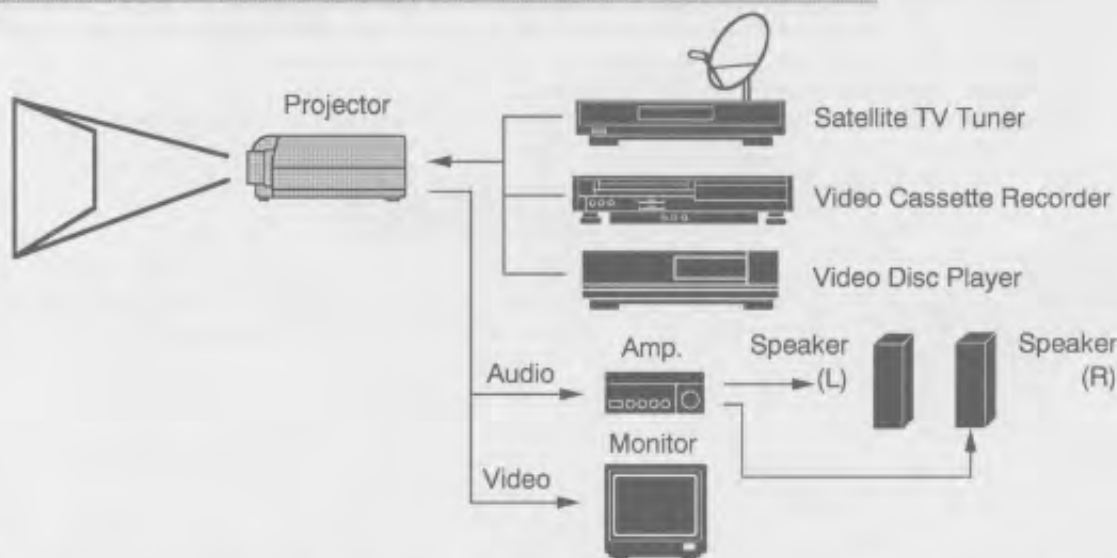 Projector
Satellite TV Tuner
Video Cassette Recorder
Video Disc Player
Audio
Amp.
Speaker
(L)
Speaker
(R)
Video
Monitor